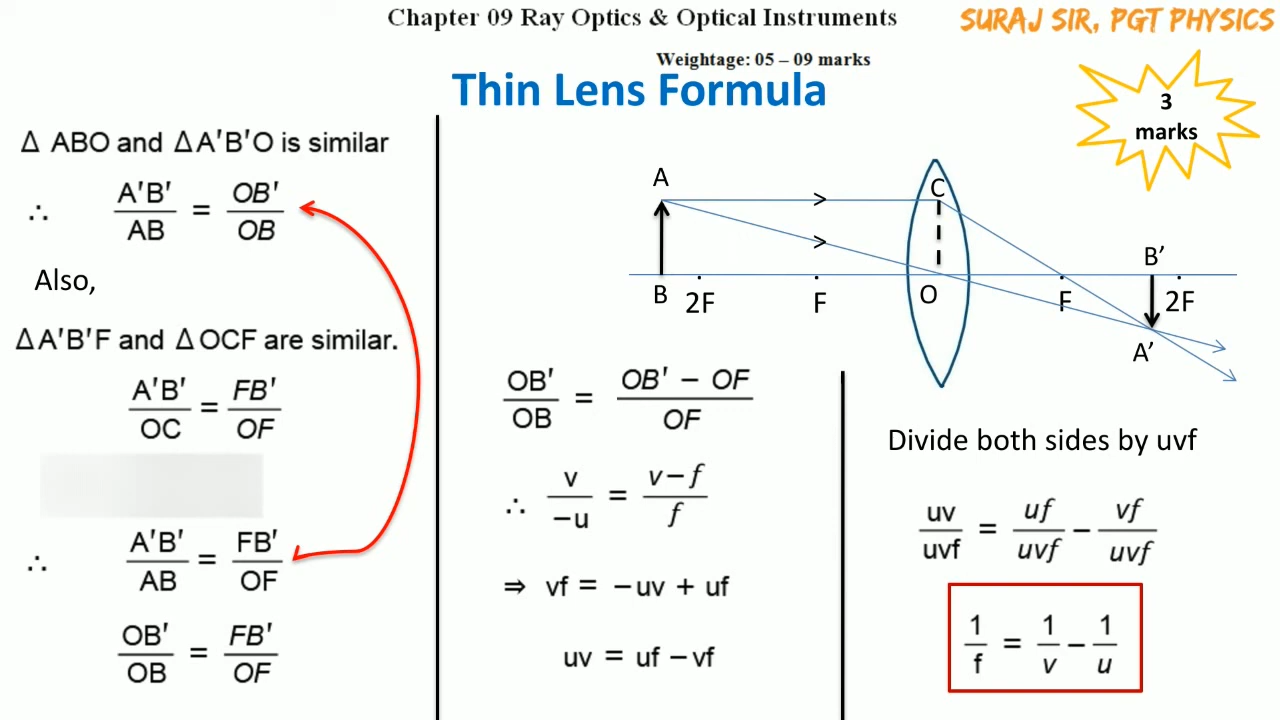 Chapter 09 Ray Optics & Optical Instruments
SURAJ SIR, PGT PHYSICS
Weightage: 05 – 09 marks
Thin Lens Formula
3
marks
Δ ABO and ΔA'B'O is similar
∴ A'B'/AB = OB'/OB
Also,
ΔA'B'F and ΔOCF are similar.
A'B'/OC = FB'/OF
∴ A'B'/AB = FB'/OF
OB'/OB = FB'/OF
A
C
B
2F
F
O
F
B’
2F
A’
OB'/OB = OB' − OF/OF
∴ v/−u = v−f/f
⇒ vf = −uv + uf
uv = uf − vf
Divide both sides by uvf
uv/uvf = uf/uvf − vf/uvf
1/f = 1/v − 1/u